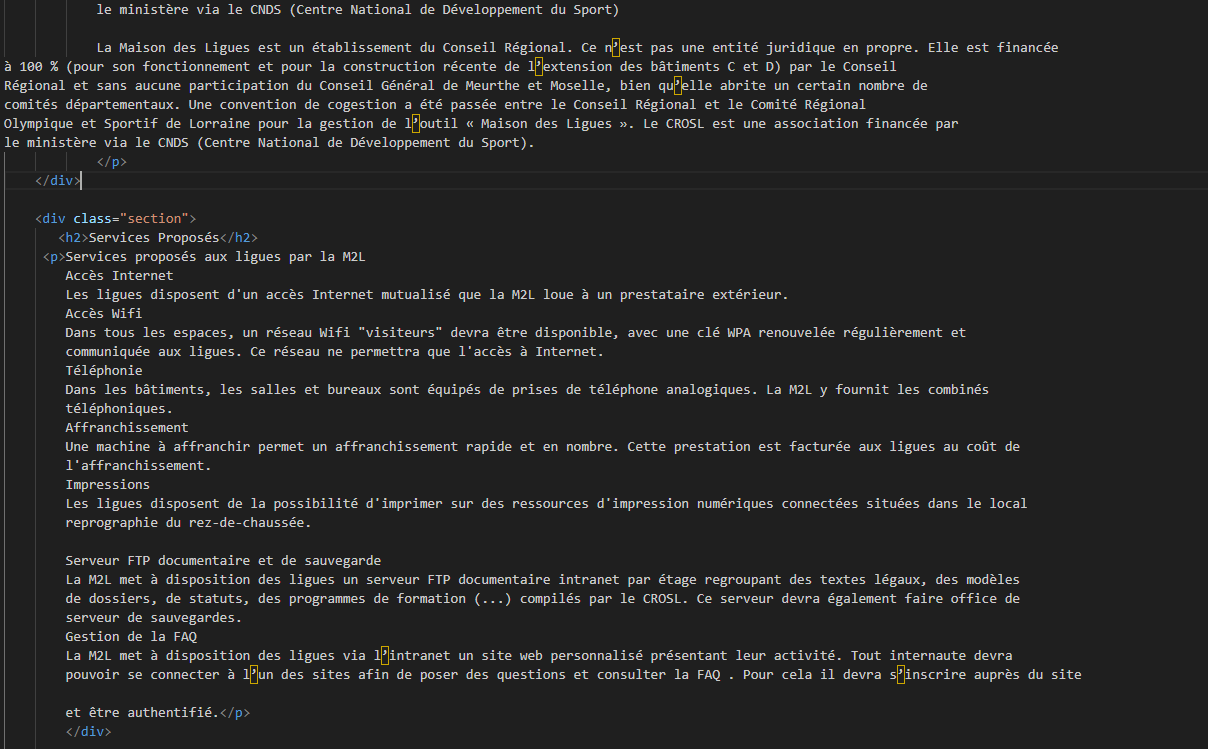 le ministère via le CNDS (Centre National de Développement du Sport)
La Maison des Ligues est un établissement du Conseil Régional. Ce n’est pas une entité juridique en propre. Elle est financée
à 100 % (pour son fonctionnement et pour la construction récente de l’extension des bâtiments C et D) par le Conseil
Régional et sans aucune participation du Conseil Général de Meurthe et Moselle, bien qu’elle abrite un certain nombre de
comités départementaux. Une convention de cogestion a été passée entre le Conseil Régional et le Comité Régional
Olympique et Sportif de Lorraine pour la gestion de l’outil « Maison des Ligues ». Le CROSL est une association financée par
le ministère via le CNDS (Centre National de Développement du Sport).
</p>
</div>
<div class="section">
<h2>Services Proposés</h2>
<p>Services proposés aux ligues par la M2L
Accès Internet
Les ligues disposent d'un accès Internet mutualisé que la M2L loue à un prestataire extérieur.
Accès Wifi
Dans tous les espaces, un réseau Wifi "visiteurs" devra être disponible, avec une clé WPA renouvelée régulièrement et
communiquée aux ligues. Ce réseau ne permettra que l'accès à Internet.
Téléphonie
Dans les bâtiments, les salles et bureaux sont équipés de prises de téléphone analogiques. La M2L y fournit les combinés
téléphoniques.
Affranchissement
Une machine à affranchir permet un affranchissement rapide et en nombre. Cette prestation est facturée aux ligues au coût de
l'affranchissement.
Impressions
Les ligues disposent de la possibilité d'imprimer sur des ressources d'impression numériques connectées situées dans le local
reprographie du rez-de-chaussée.
Serveur FTP documentaire et de sauvegarde
La M2L met à disposition des ligues un serveur FTP documentaire intranet par étage regroupant des textes légaux, des modèles
de dossiers, de statuts, des programmes de formation (...) compilés par le CROSL. Ce serveur devra également faire office de
serveur de sauvegardes.
Gestion de la FAQ
La M2L met à disposition des ligues via l’intranet un site web personnalisé présentant leur activité. Tout internaute devra
pouvoir se connecter à l’un des sites afin de poser des questions et consulter la FAQ . Pour cela il devra s’inscrire auprès du site
et être authentifié.</p>
</div>